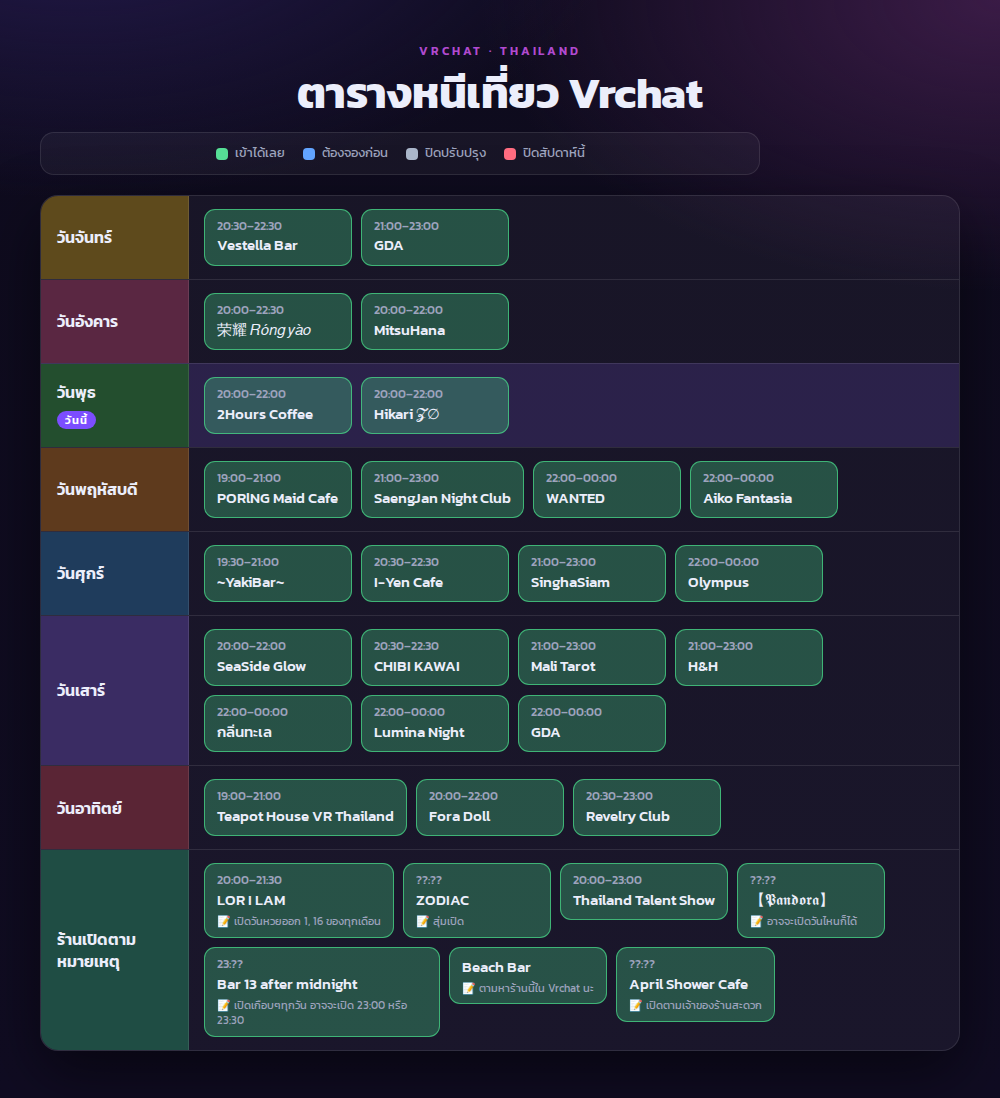 VRCHAT · THAILAND
ตารางหนีเที่ยว Vrchat
เข้าได้เลย ต้องจองก่อน ปิดปรับปรุง ปิดสัปดาห์นี้
วันจันทร์
20:30–22:30
Vestella Bar
21:00–23:00
GDA
วันอังคาร
20:00–22:30
荣耀 Róng yào
20:00–22:00
MitsuHana
วันพุธ
วันนี้
20:00–22:00
2Hours Coffee
20:00–22:00
Hikari ℨ∅
วันพฤหัสบดี
19:00–21:00
PORlNG Maid Cafe
21:00–23:00
SaengJan Night Club
22:00–00:00
WANTED
22:00–00:00
Aiko Fantasia
วันศุกร์
19:30–21:00
~YakiBar~
20:30–22:30
I-Yen Cafe
21:00–23:00
SinghaSiam
22:00–00:00
Olympus
วันเสาร์
20:00–22:00
SeaSide Glow
20:30–22:30
CHIBI KAWAI
21:00–23:00
Mali Tarot
21:00–23:00
H&H
22:00–00:00
กลิ่นทะเล
22:00–00:00
Lumina Night
22:00–00:00
GDA
วันอาทิตย์
19:00–21:00
Teapot House VR Thailand
20:00–22:00
Fora Doll
20:30–23:00
Revelry Club
ร้านเปิดตาม
หมายเหตุ
20:00–21:30
LOR I LAM
📝 เปิดวันหวยออก 1, 16 ของทุกเดือน
??:??
ZODIAC
📝 สุ่มเปิด
20:00–23:00
Thailand Talent Show
??:??
【𝕻𝖆𝖓𝖉𝖔𝖗𝖆】
📝 อาจจะเปิดวันไหนก็ได้
23:??
Bar 13 after midnight
📝 เปิดเกือบๆทุกวัน อาจจะเปิด 23:00 หรือ
23:30
Beach Bar
📝 ตามหาร้านนี้ใน Vrchat นะ
??:??
April Shower Cafe
📝 เปิดตามเจ้าของร้านสะดวก